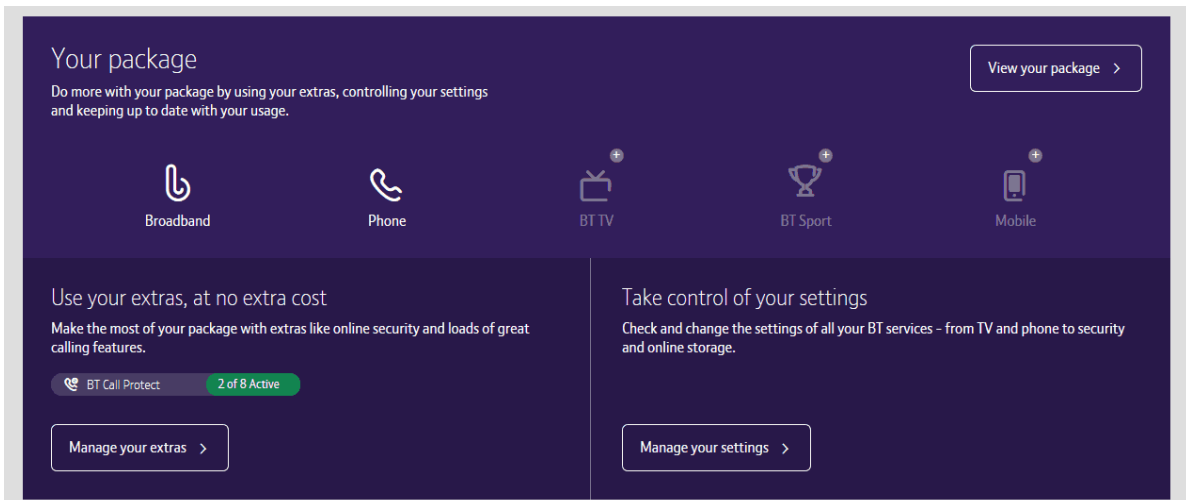 Your package
View your package >
Do more with your package by using your extras, controlling your settings
and keeping up to date with your usage.
Broadband
Phone
BT TV
BT Sport
Mobile
Use your extras, at no extra cost
Make the most of your package with extras like online security and loads of great
calling features.
BT Call Protect
2 of 8 Active
Manage your extras >
Take control of your settings
Check and change the settings of all your BT services – from TV and phone to security
and online storage.
Manage your settings >